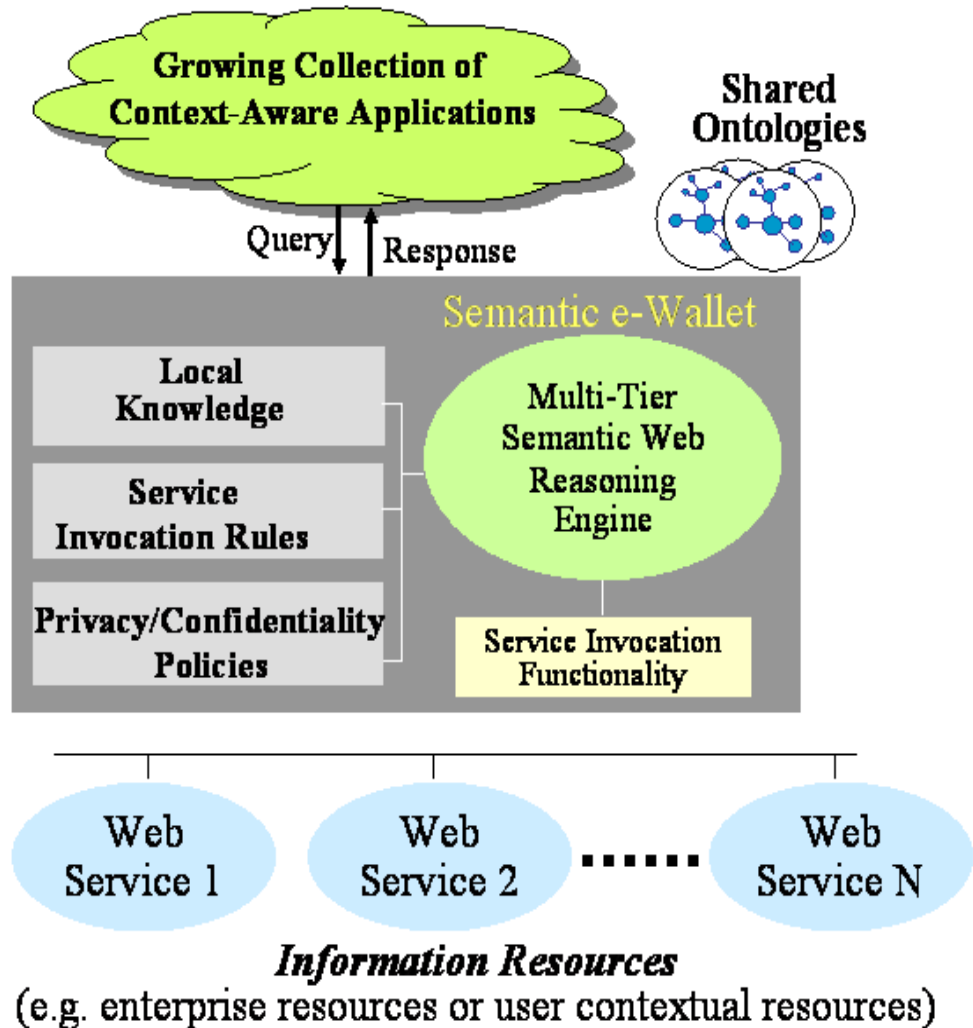 Growing Collection of
Context-Aware Applications
Shared
Ontologies
Query
Response
Semantic e-Wallet
Local
Knowledge
Service
Invocation Rules
Privacy/Confidentiality
Policies
Multi-Tier
Semantic Web
Reasoning
Engine
Service Invocation
Functionality
Web
Service 1
Web
Service 2
Web
Service N
Information Resources
(e.g. enterprise resources or user contextual resources)